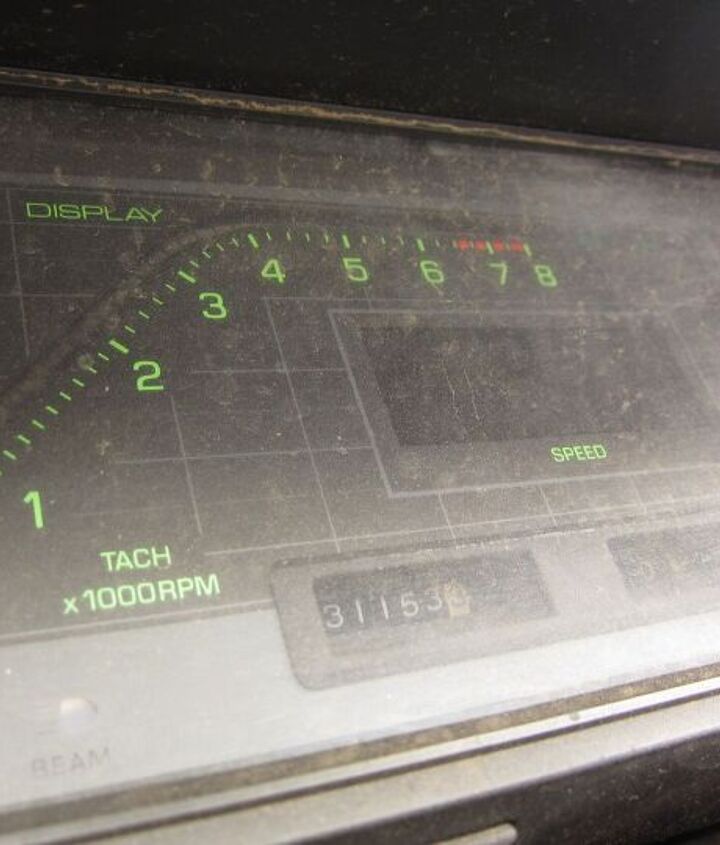 DISPLAY
1 2 3 4 5 6 7 8
SPEED
TACH
x1000RPM
31153
BEAM